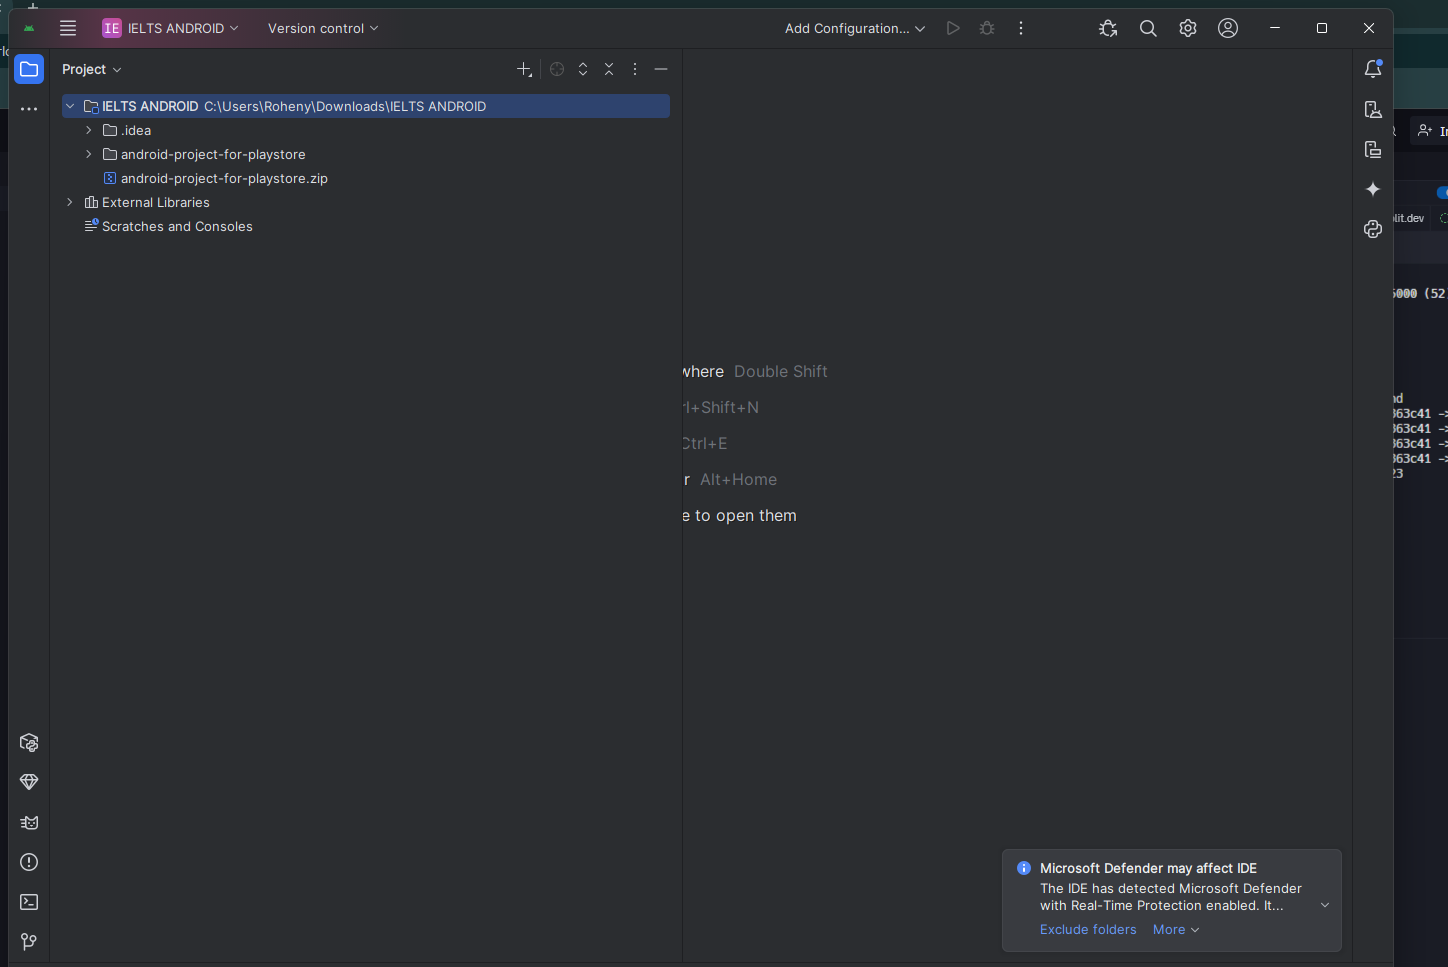 IE IELTS ANDROID Version control Add Configuration...
Project
IELTS ANDROID C:\Users\Roheny\Downloads\IELTS ANDROID
.idea
android-project-for-playstore
android-project-for-playstore.zip
External Libraries
Scratches and Consoles
where Double Shift
rl+Shift+N
Ctrl+E
r Alt+Home
e to open them
In
lit.dev
5000 (52
nd
363c41 ->
363c41 ->
363c41 ->
363c41 ->
23
Microsoft Defender may affect IDE
The IDE has detected Microsoft Defender
with Real-Time Protection enabled. It...
Exclude folders More